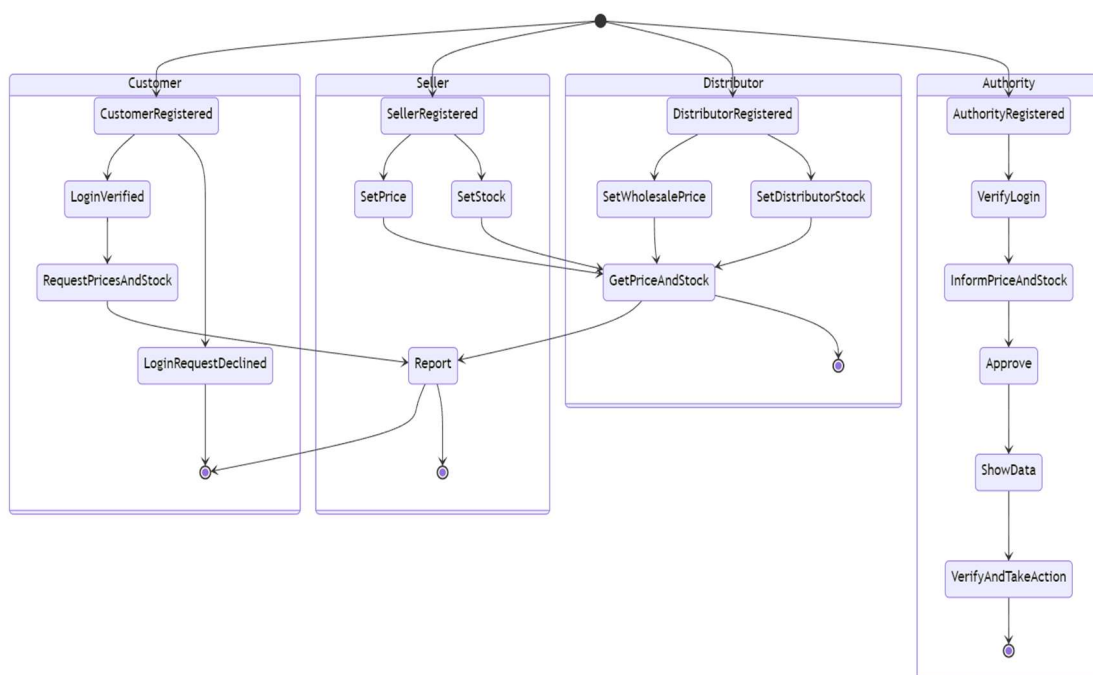 Customer
Seller
Distributor
Authority
CustomerRegistered
SellerRegistered
DistributorRegistered
AuthorityRegistered
LoginVerified
SetPrice
SetStock
SetWholesalePrice
SetDistributorStock
VerifyLogin
RequestPricesAndStock
GetPriceAndStock
InformPriceAndStock
LoginRequestDeclined
Report
Approve
ShowData
VerifyAndTakeAction